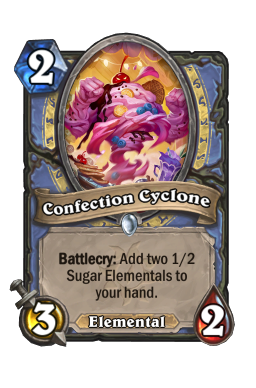 2
Confection Cyclone
Battlecry: Add two 1/2
Sugar Elementals to
your hand.
3
Elemental
2